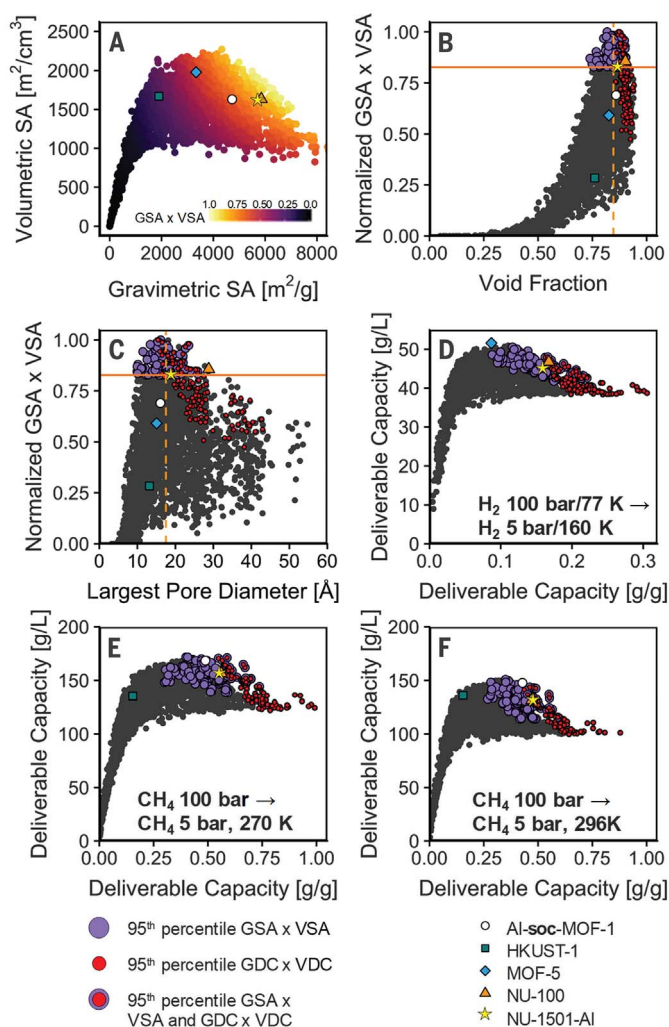 A
Volumetric SA [m²/cm³]
2500
2000
1500
1000
500
0
GSA x VSA
1.0 0.75 0.50 0.25 0.0
0 2000 4000 6000 8000
Gravimetric SA [m²/g]
B
Normalized GSA x VSA
1.00
0.75
0.50
0.25
0.00
0.00 0.25 0.50 0.75 1.00
Void Fraction
C
Normalized GSA x VSA
1.00
0.75
0.50
0.25
0.00
0 10 20 30 40 50 60
Largest Pore Diameter [Å]
D
Deliverable Capacity [g/L]
50
40
30
20
10
0
H₂ 100 bar/77 K →
H₂ 5 bar/160 K
0.0 0.1 0.2 0.3
Deliverable Capacity [g/g]
E
Deliverable Capacity [g/L]
200
150
100
50
0
CH₄ 100 bar →
CH₄ 5 bar, 270 K
0.00 0.25 0.50 0.75 1.00
Deliverable Capacity [g/g]
F
Deliverable Capacity [g/L]
200
150
100
50
0
CH₄ 100 bar →
CH₄ 5 bar, 296K
0.00 0.25 0.50 0.75 1.00
Deliverable Capacity [g/g]
95th percentile GSA x VSA
95th percentile GDC x VDC
95th percentile GSA x
VSA and GDC x VDC
Al-soc-MOF-1
HKUST-1
MOF-5
NU-100
NU-1501-Al